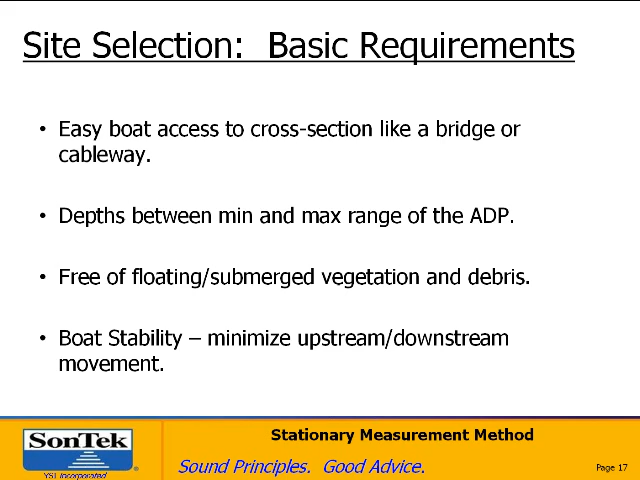 Site Selection:  Basic Requirements
• Easy boat access to cross-section like a bridge or
cableway.
• Depths between min and max range of the ADP.
• Free of floating/submerged vegetation and debris.
• Boat Stability – minimize upstream/downstream
movement.
Stationary Measurement Method
SonTek
YSI incorporated
Sound Principles.  Good Advice.
Page 17